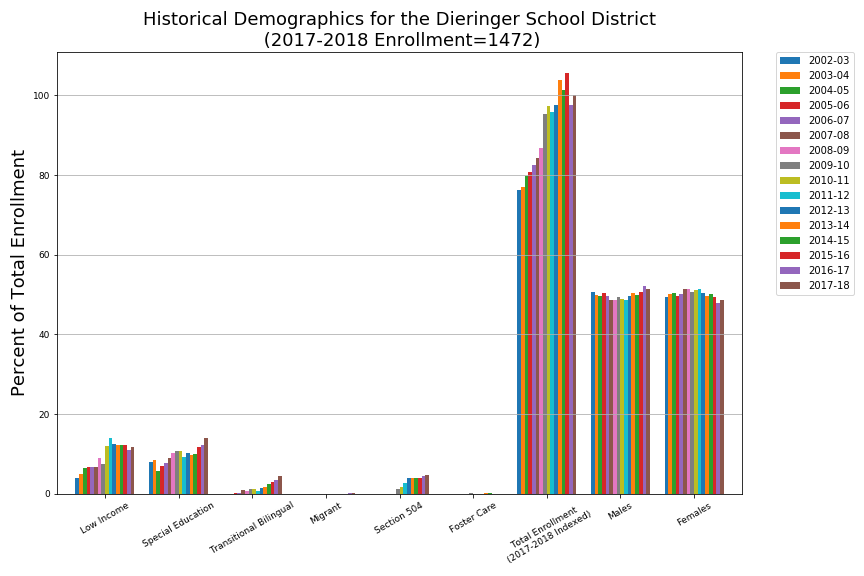 Historical Demographics for the Dieringer School District
(2017-2018 Enrollment=1472)
Percent of Total Enrollment
100
80
60
40
20
0
Low Income
Special Education
Transitional Bilingual
Migrant
Section 504
Foster Care
Total Enrollment
(2017-2018 Indexed)
Males
Females
2002-03
2003-04
2004-05
2005-06
2006-07
2007-08
2008-09
2009-10
2010-11
2011-12
2012-13
2013-14
2014-15
2015-16
2016-17
2017-18